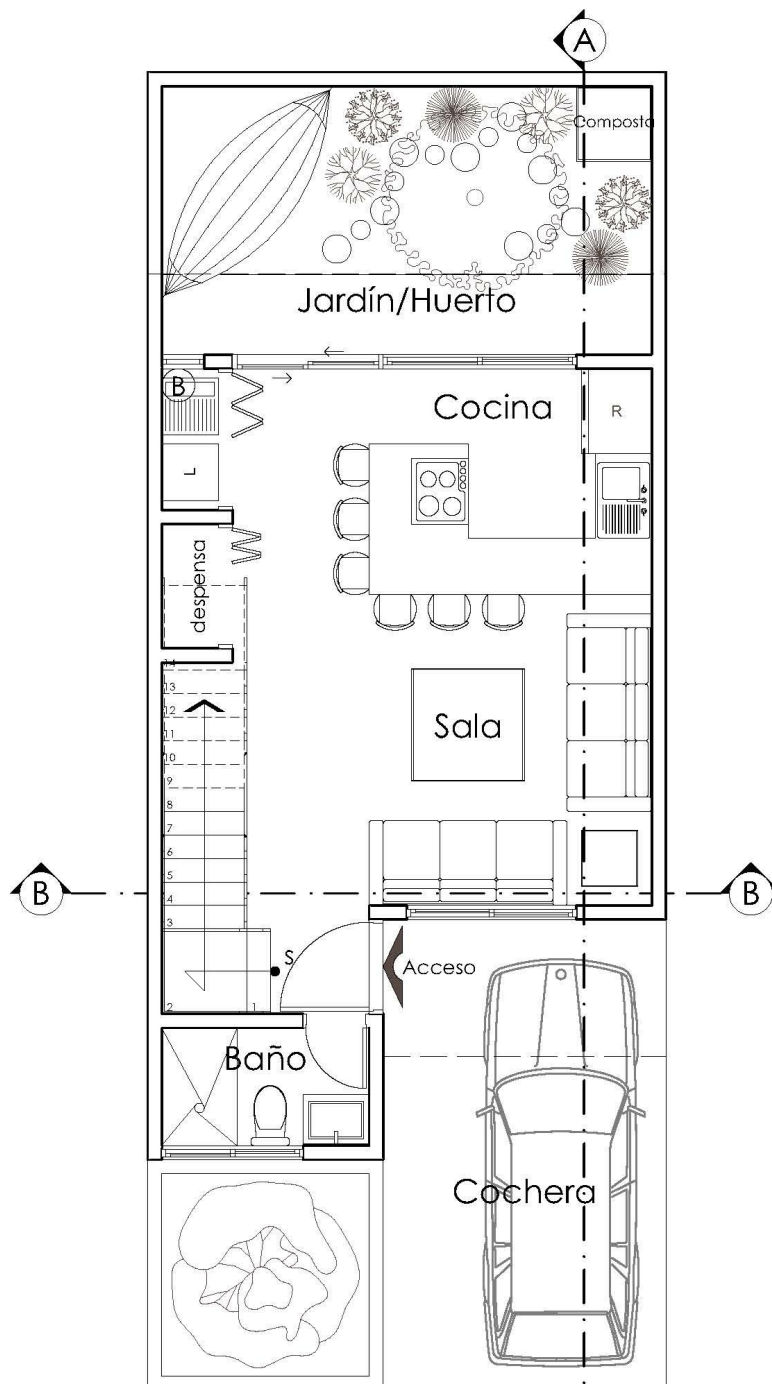 A
Composta
Jardín/Huerto
B
Cocina
R
L
despensa
Sala
14
13
12
11
10
9
8
7
6
5
4
3
B
B
S
Acceso
2
1
Baño
Cochera